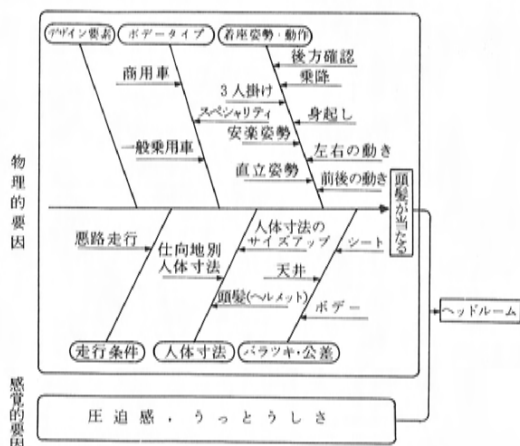 デザイン要素
ボデータイプ
着座姿勢・動作
後方確認
商用車
乗降
3人掛け
スペシャリティ
身起し
安楽姿勢
一般乗用車
左右の動き
直立姿勢
前後の動き
物理的要因
頭髪が当たる
悪路走行
仕向地別
人体寸法
人体寸法の
サイズアップ
シート
天井
頭髪(ヘルメット)
ボデー
ヘッドルーム
走行条件
人体寸法
バラツキ・公差
感覚的要因
圧迫感,うっとうしさ